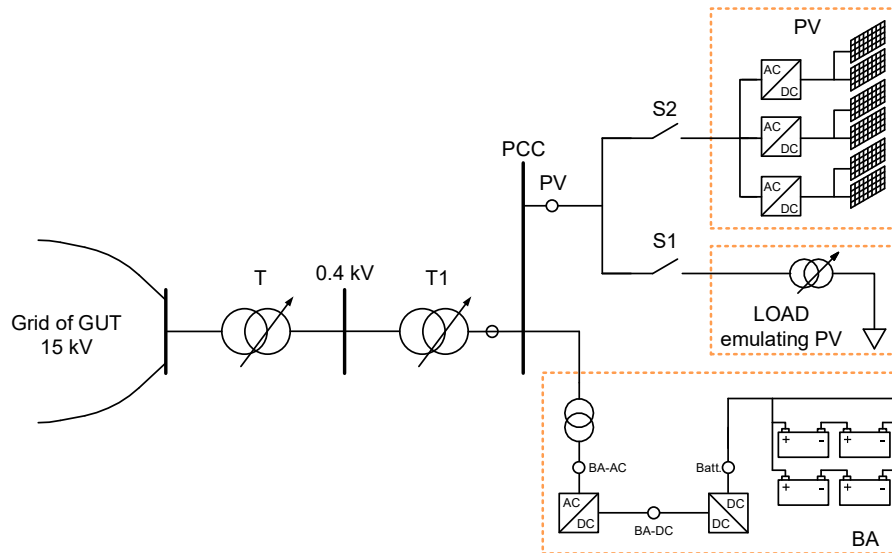 PV
AC
DC
AC
DC
AC
DC
S2
PCC
PV
S1
LOAD
emulating PV
T
0.4 kV
T1
Grid of GUT
15 kV
+
-
+
-
BA-AC
Batt.
+
-
+
-
AC
DC
BA-DC
DC
DC
BA